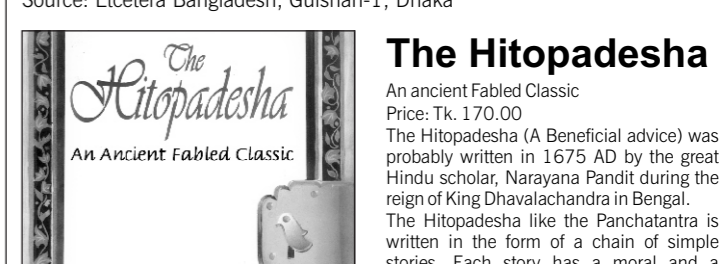 Source: Etcetera Bangladesh, Gulshan-1, Dhaka
The
Hitopadesha
An Ancient Fabled Classic
The Hitopadesha
An ancient Fabled Classic
Price: Tk. 170.00
The Hitopadesha (A Beneficial advice) was
probably written in 1675 AD by the great
Hindu scholar, Narayana Pandit during the
reign of King Dhavalachandra in Bengal.
The Hitopadesha like the Panchatantra is
written in the form of a chain of simple
stories. Each story has a moral and a